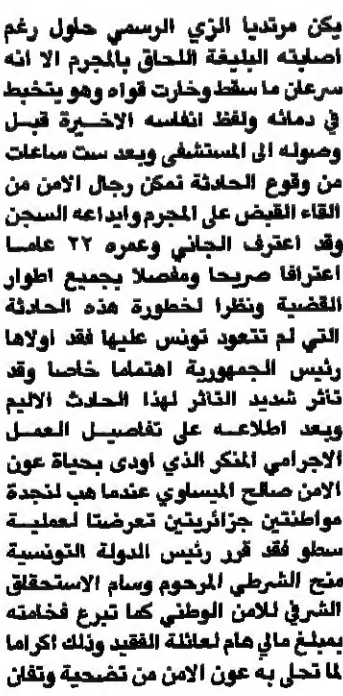 يكن مرتديا الزي الرسمي حاول رغم
اصابته البليغة اللحاق بالمجرم الا انه
سرعان ما سقط وخارت قواه وهو يتخبط
في دمائه ولفظ انفاسه الاخيرة قبل
وصوله الى المستشفى وبعد ست ساعات
من وقوع الحادثة تمكن رجال الامن من
القاء القبض على المجرم وايداعه السجن
وقد اعترف الجاني وعمره ٢٢ عاما
اعترافا صريحا ومفصلا بجميع اطوار
القضية ونظرا لخطورة هذه الحادثة
التي لم تتعود تونس عليها فقد اولاها
رئيس الجمهورية اهتماما خاصا وقد
تاثر شديد التاثر لهذا الحادث الاليم
وبعد اطلاعه على تفاصيل العمل
الاجرامي المنكر الذي اودى بحياة عون
الامن صالح الميساوي عندما هب لنجدة
مواطنتين جزائريتين تعرضتا لعملية
سطو فقد قرر رئيس الدولة التونسية
منح الشرطي المرحوم وسام الاستحقاق
الشرفي للامن الوطني كما تبرع فخامته
بمبلغ مالي هام لعائلة الفقيد وذلك اكراما
لما تحلى به عون الامن من تضحية وتفان